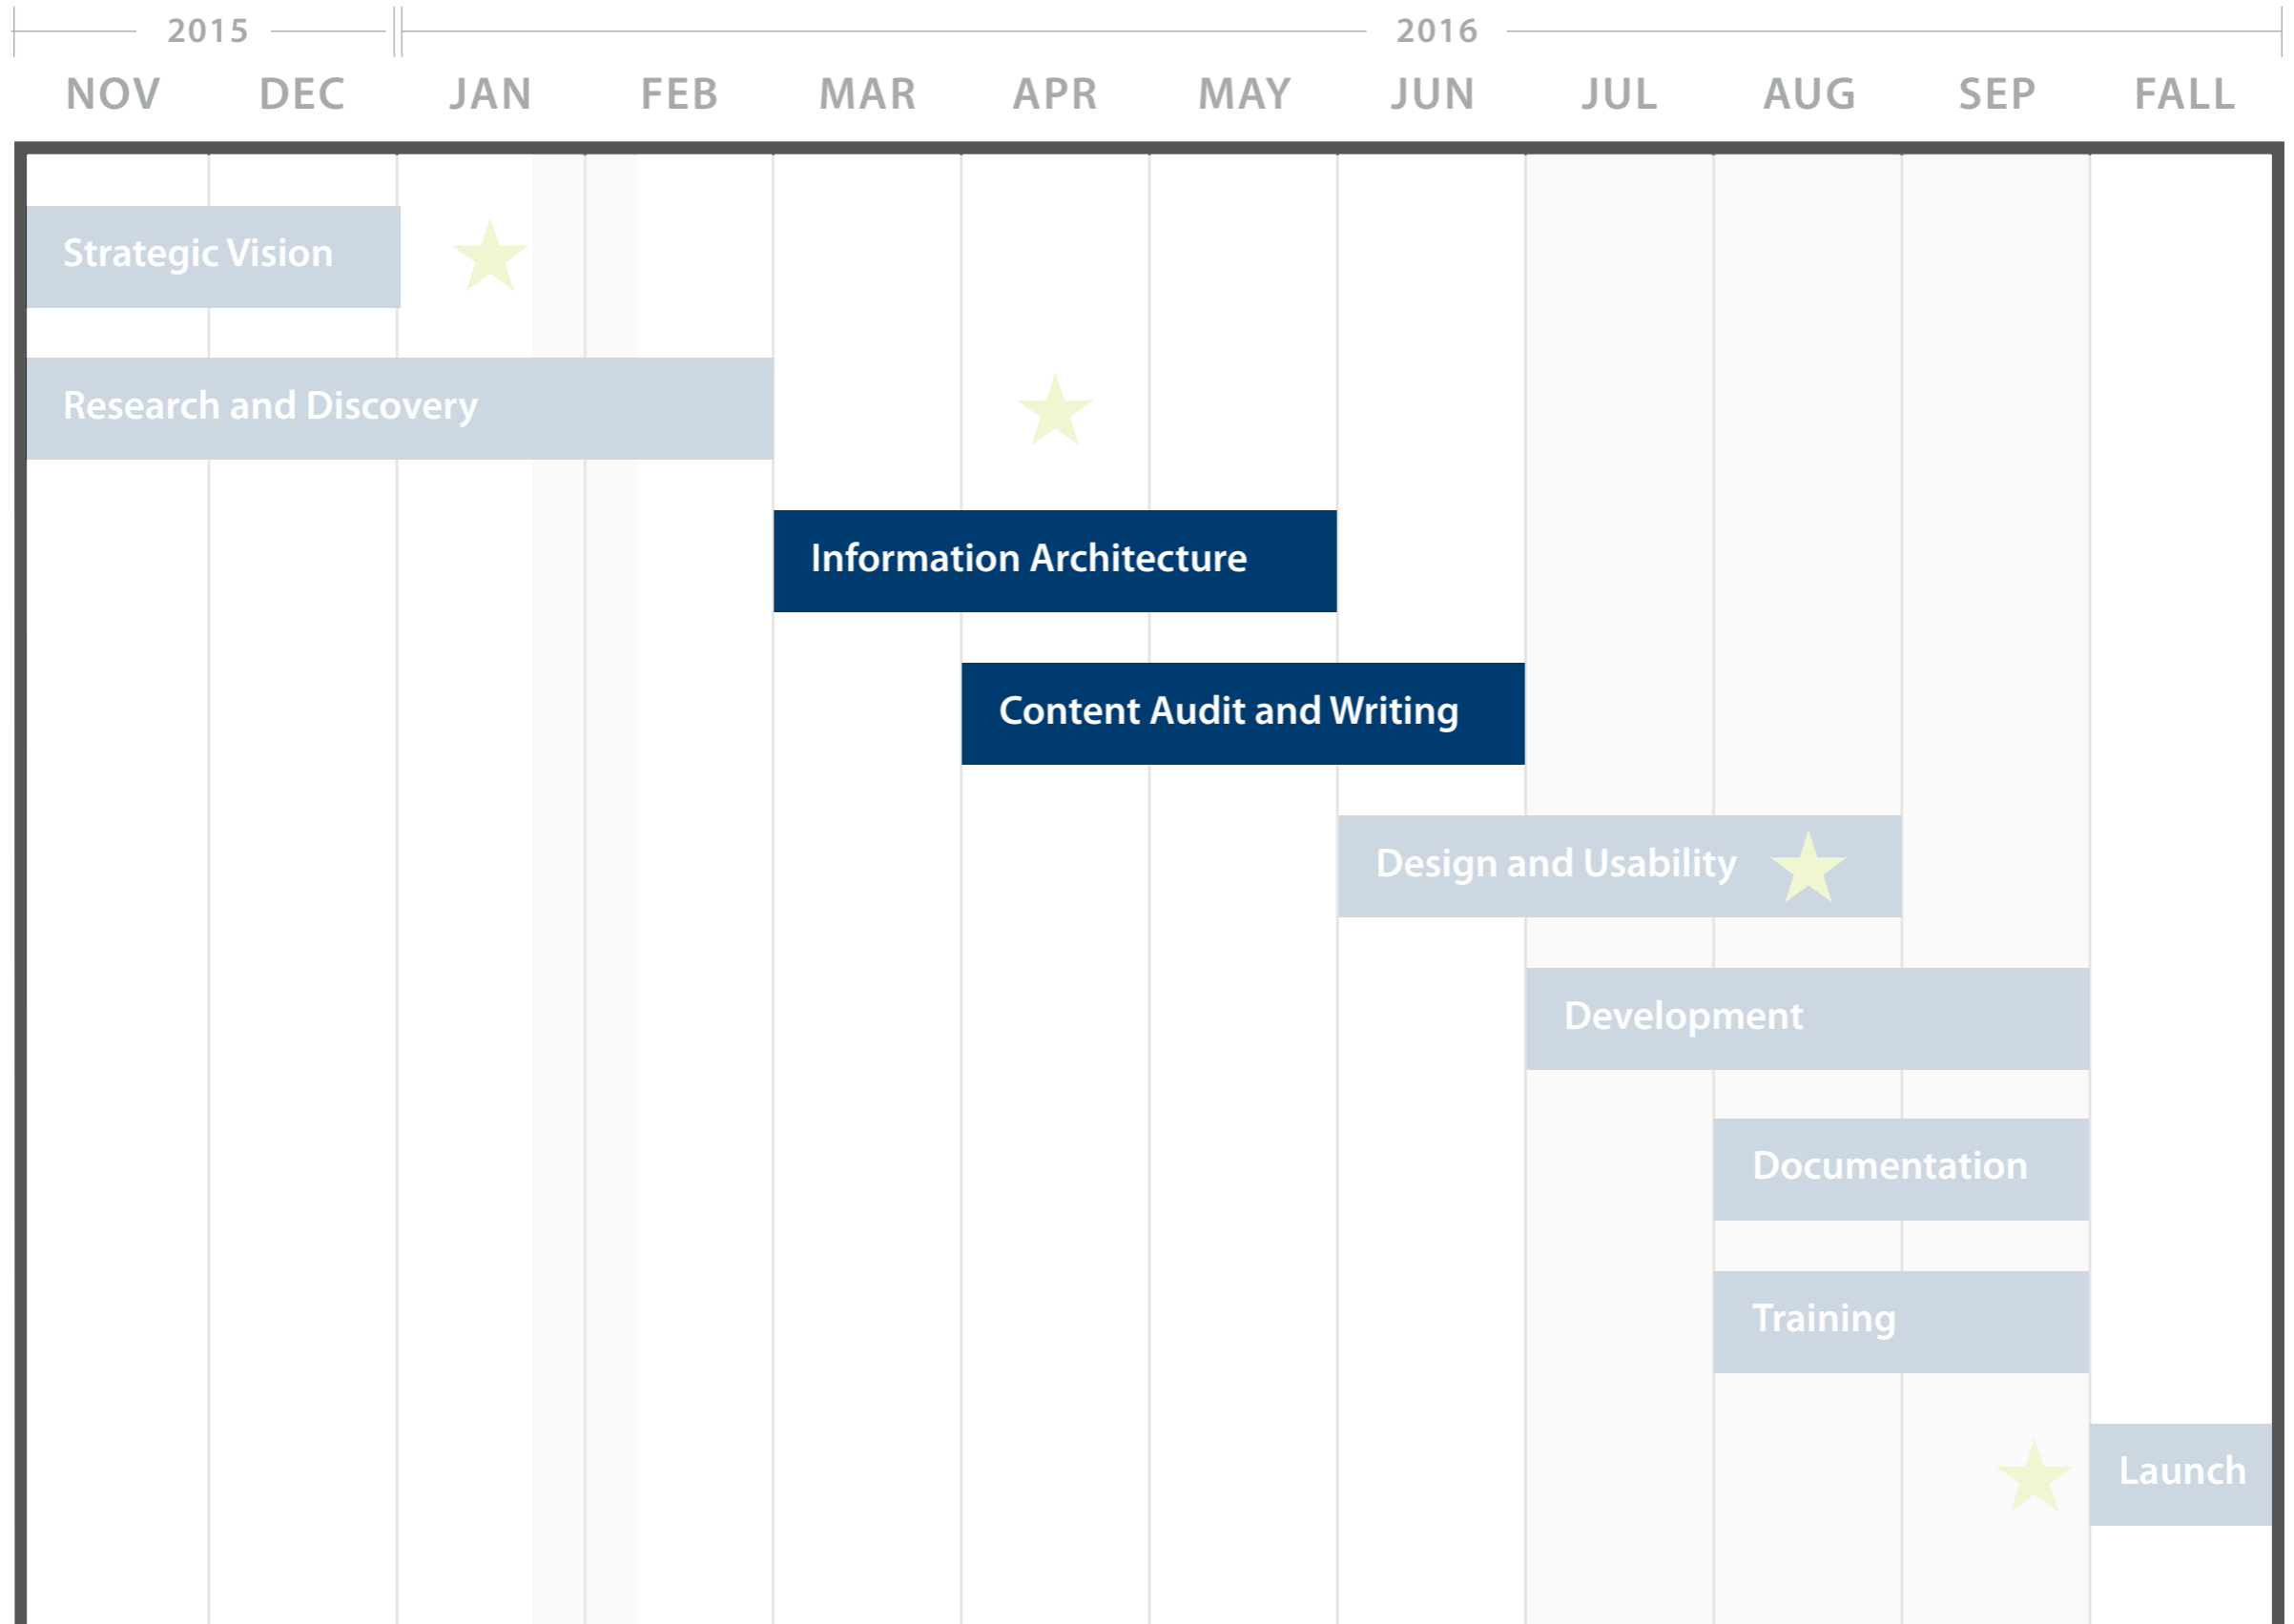 2015 2016
NOV DEC JAN FEB MAR APR MAY JUN JUL AUG SEP FALL
Strategic Vision
Research and Discovery
Information Architecture
Content Audit and Writing
Design and Usability
Development
Documentation
Training
Launch